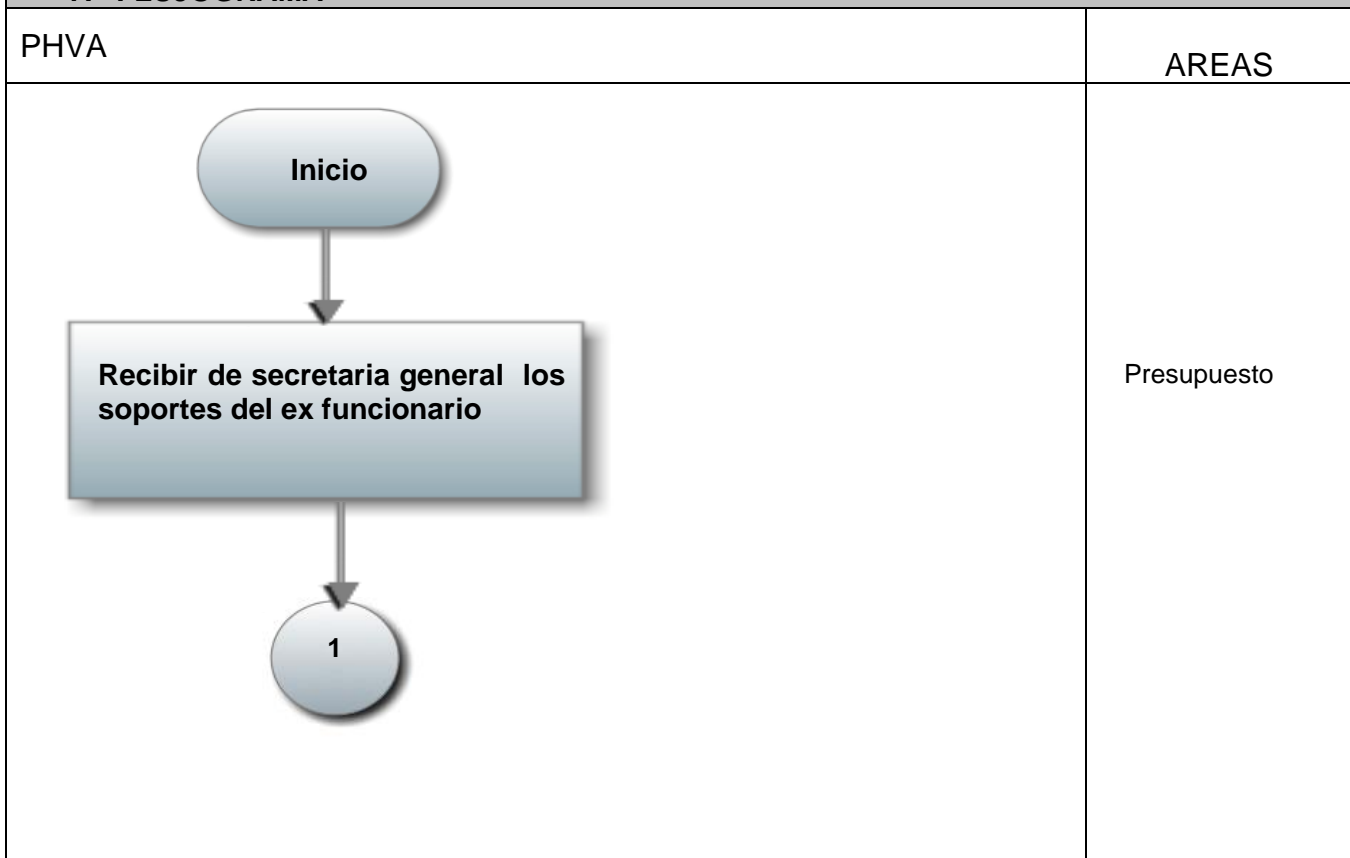 PHVA
AREAS
Inicio
Recibir de secretaria general los
soportes del ex funcionario
Presupuesto
1